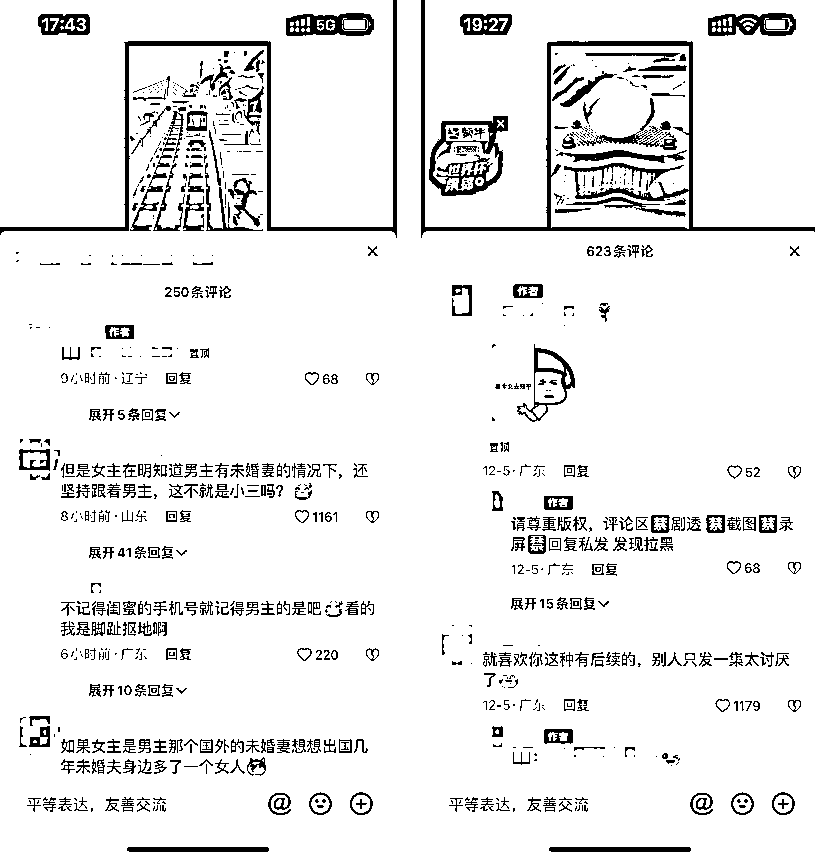 17:43
5G
250条评论
作者
置顶
9小时前·辽宁 回复
68
展开5条回复
但是女主在明知道男主有未婚妻的情况下，还
坚持跟着男主，这不就是小三吗？
8小时前·山东 回复
1161
展开41条回复
不记得闺蜜的手机号就记得男主的是吧 看的
我是脚趾抠地啊
6小时前·广东 回复
220
展开10条回复
如果女主是男主那个国外的未婚妻想想出国几
年未婚夫身边多了一个女人
平等表达，友善交流
19:27
623条评论
作者
置顶
12-5·广东 回复
52
作者
请尊重版权，评论区禁剧透 禁截图禁录
屏禁回复私发 发现拉黑
12-5·广东 回复
68
展开15条回复
就喜欢你这种有后续的，别人只发一集太讨厌
了
12-5·广东 回复
1179
作者
平等表达，友善交流